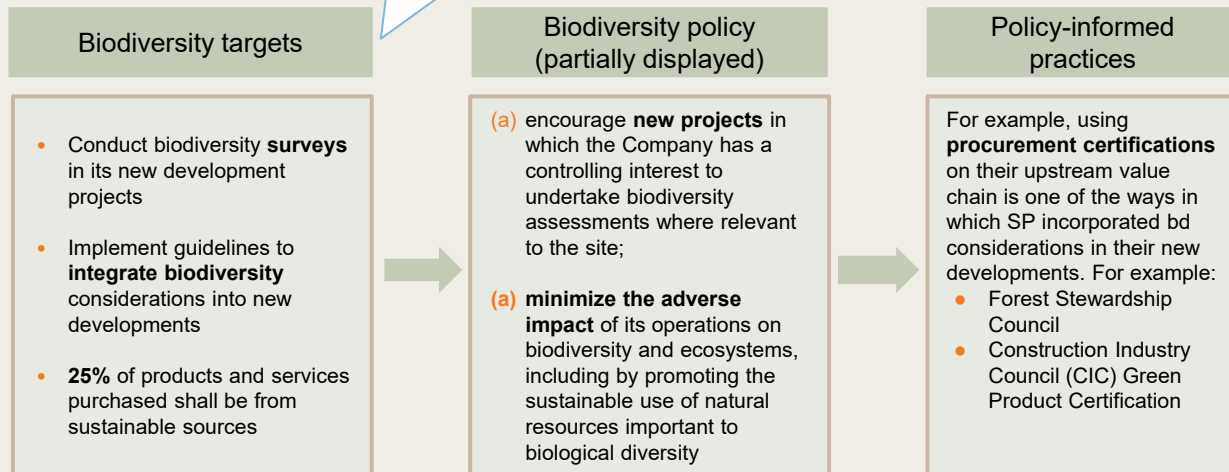 Biodiversity targets
• Conduct biodiversity surveys
in its new development
projects
• Implement guidelines to
integrate biodiversity
considerations into new
developments
• 25% of products and services
purchased shall be from
sustainable sources
Biodiversity policy
(partially displayed)
(a) encourage new projects in
which the Company has a
controlling interest to
undertake biodiversity
assessments where relevant
to the site;
(a) minimize the adverse
impact of its operations on
biodiversity and ecosystems,
including by promoting the
sustainable use of natural
resources important to
biological diversity
Policy-informed
practices
For example, using
procurement certifications
on their upstream value
chain is one of the ways in
which SP incorporated bd
considerations in their new
developments. For example:
● Forest Stewardship
Council
● Construction Industry
Council (CIC) Green
Product Certification